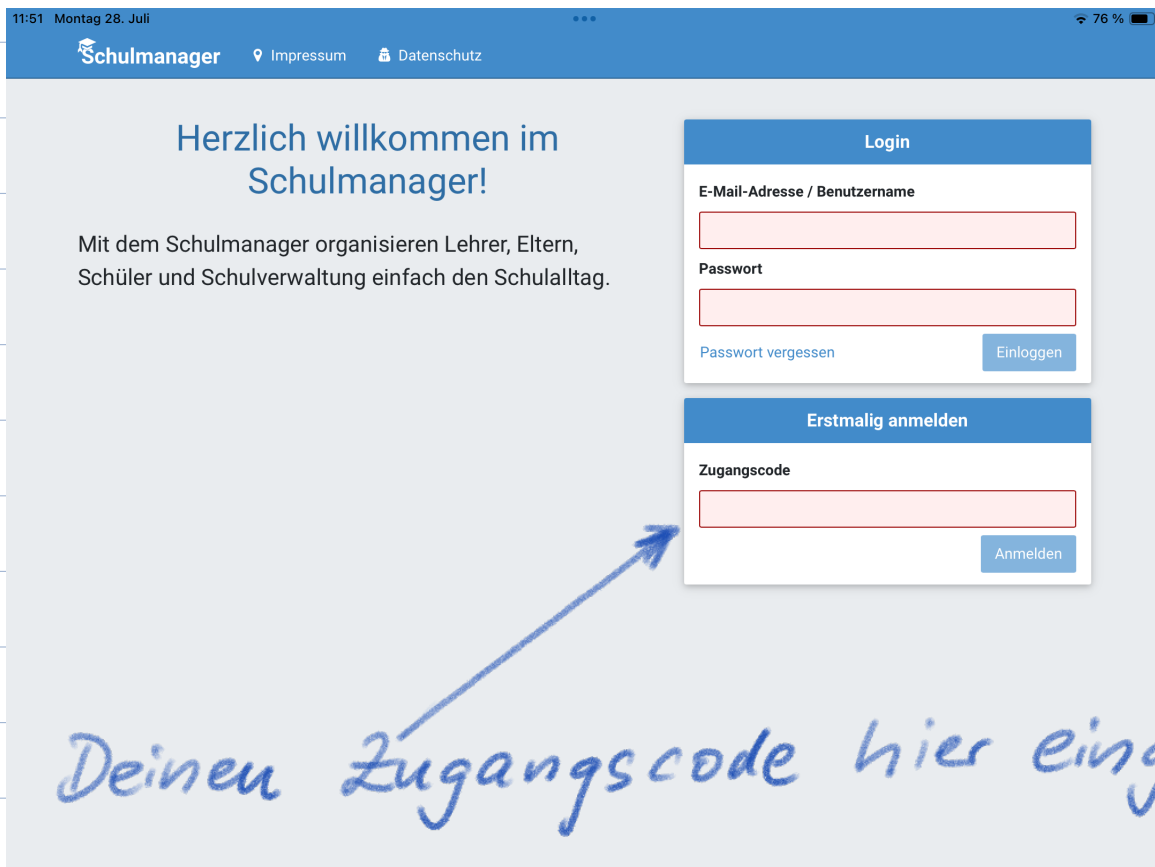 11:51 Montag 28. Juli
76 %
Schulmanager Impressum Datenschutz
Herzlich willkommen im
Schulmanager!
Mit dem Schulmanager organisieren Lehrer, Eltern,
Schüler und Schulverwaltung einfach den Schulalltag.
Login
E-Mail-Adresse / Benutzername
Passwort
Passwort vergessen
Einloggen
Erstmalig anmelden
Zugangscode
Anmelden
Deinen Zugangscode hier